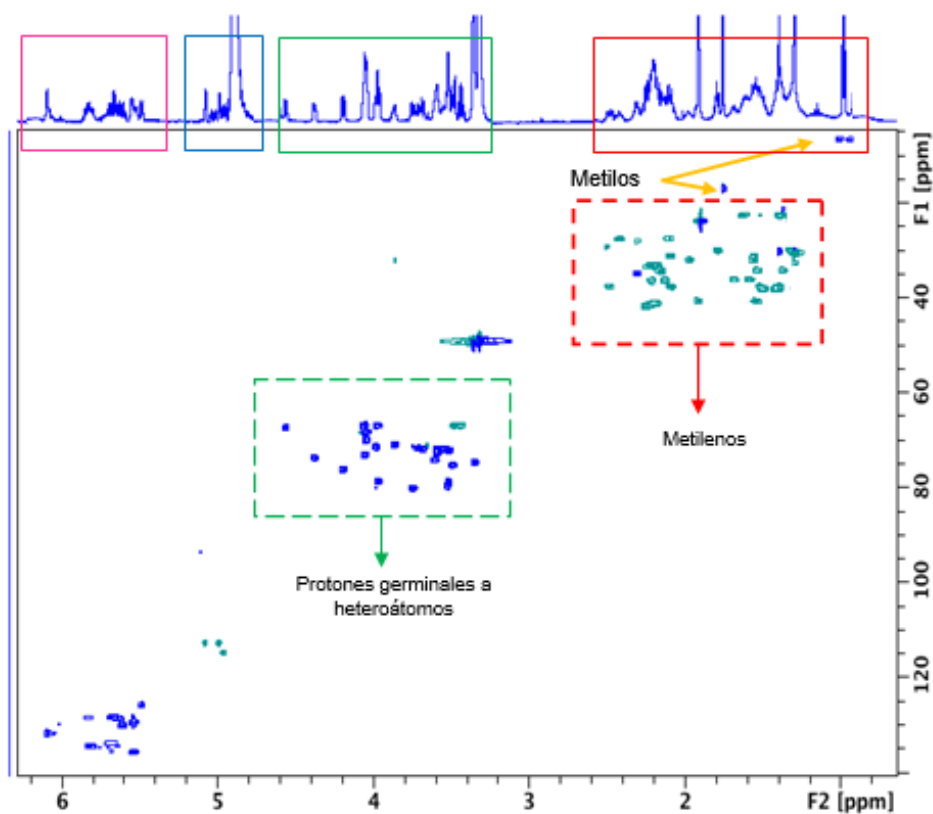 Metilos
F1 [ppm]
40
Metilenos
60
80
Protones germinales a
heteroátomos
100
120
6
5
4
3
2
F2 [ppm]